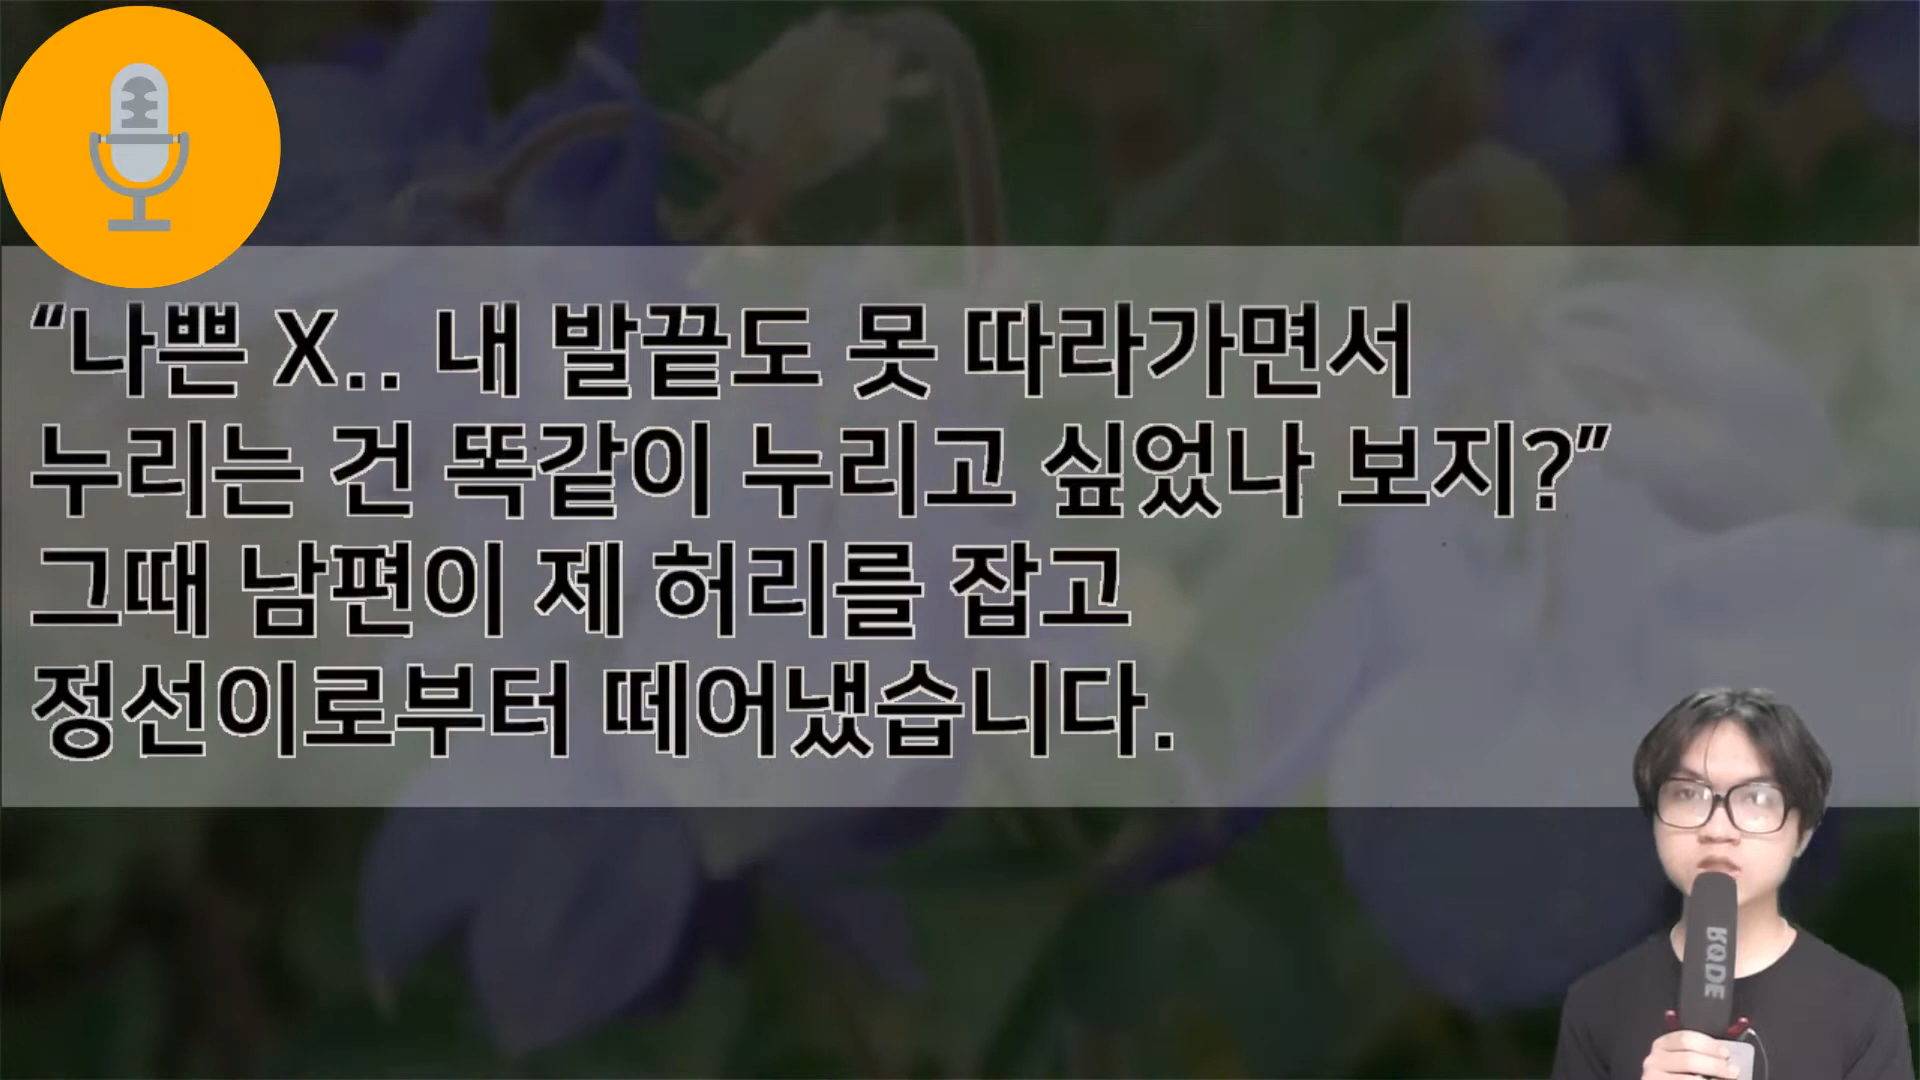 “나쁜 X.. 내 발끝도 못 따라가면서
누리는 건 똑같이 누리고 싶었나 보지?”
그때 남편이 제 허리를 잡고
정선이로부터 떼어냈습니다.
RODE